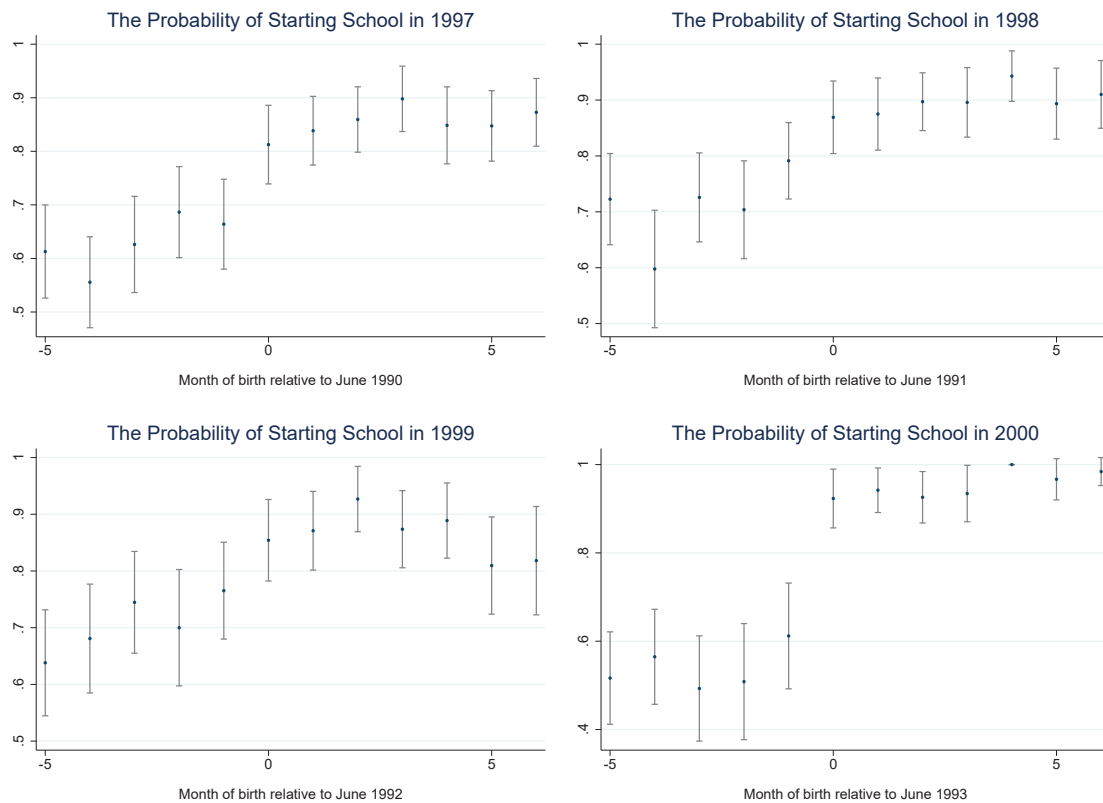 The Probability of Starting School in 1997
1
.9
.8
.7
.6
.5
-5 0 5
Month of birth relative to June 1990
The Probability of Starting School in 1998
1
.9
.8
.7
.6
.5
-5 0 5
Month of birth relative to June 1991
The Probability of Starting School in 1999
1
.9
.8
.7
.6
.5
-5 0 5
Month of birth relative to June 1992
The Probability of Starting School in 2000
1
.8
.6
.4
-5 0 5
Month of birth relative to June 1993